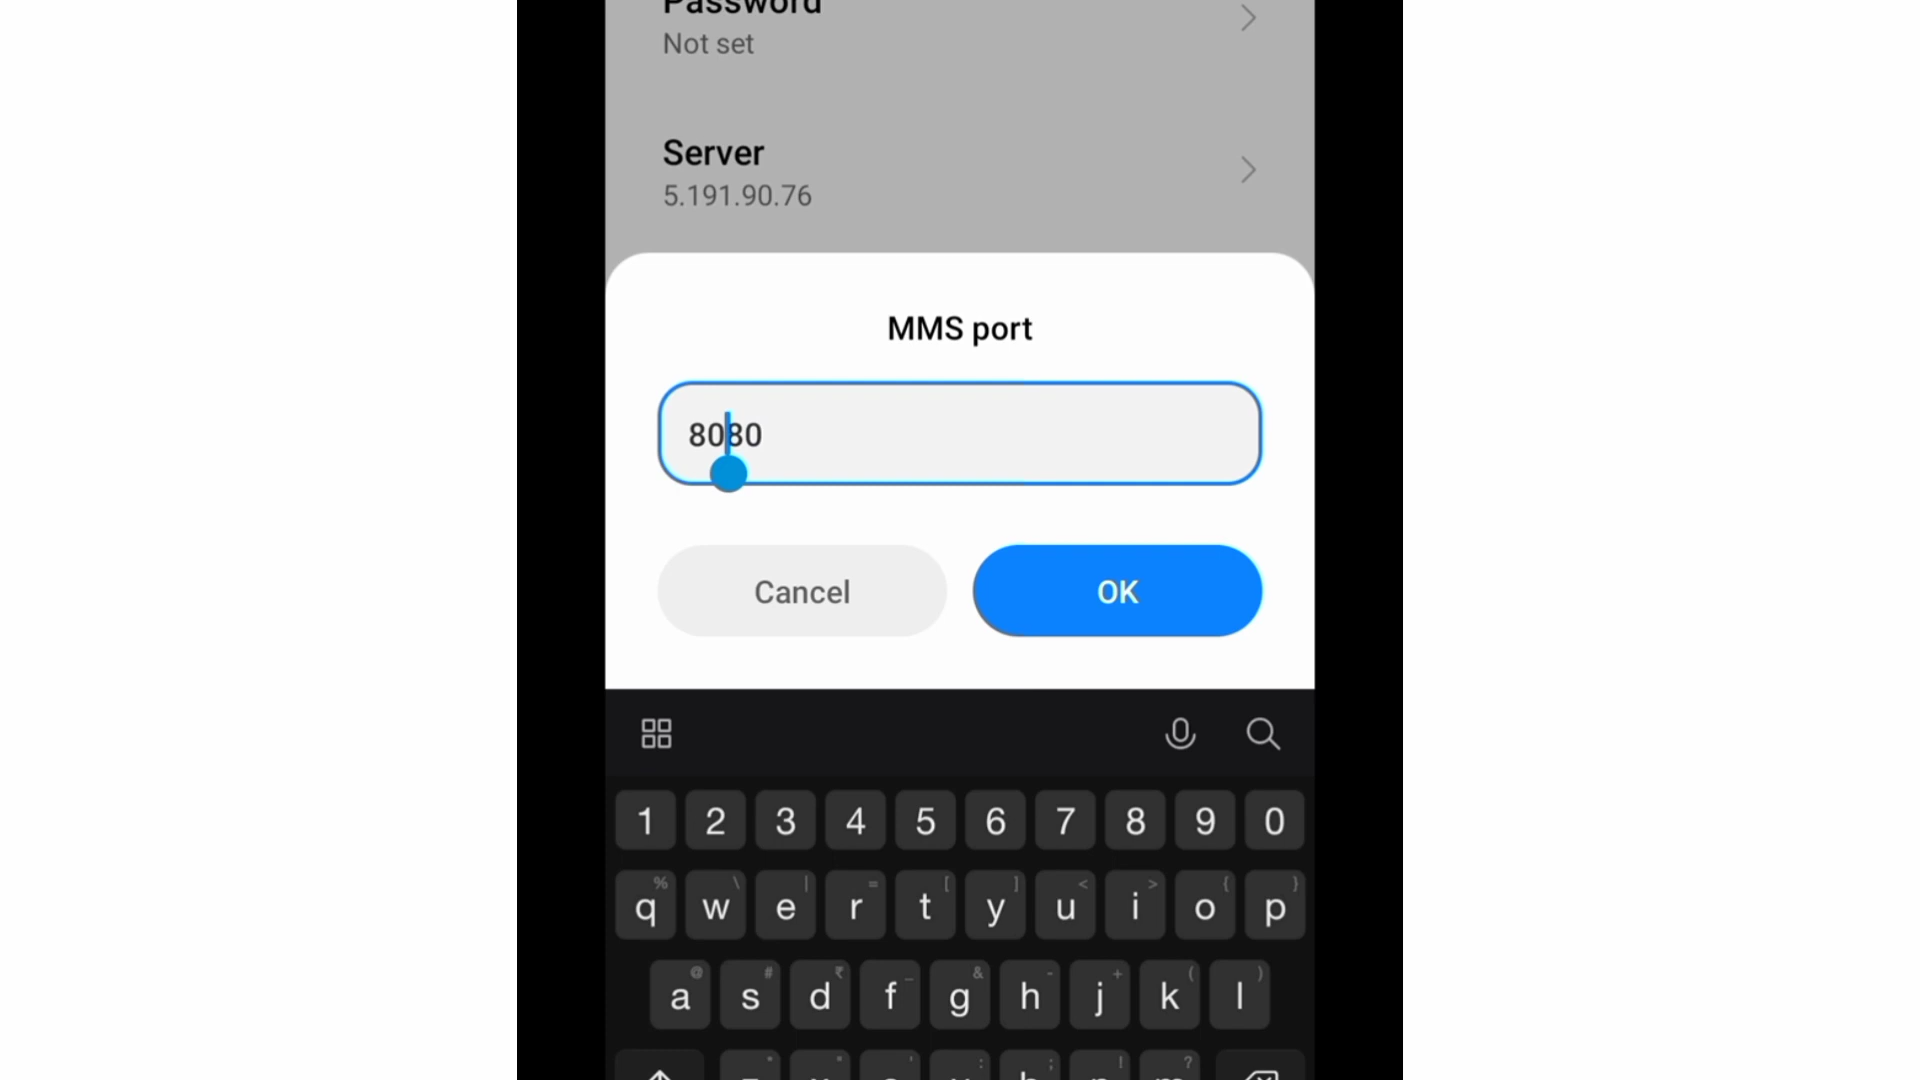 Password
Not set
Server
5.191.90.76
MMS port
8080
Cancel
OK
1 2 3 4 5 6 7 8 9 0
% \ | = [ ] < > { }
q w e r t y u i o p
@ # ₹ _ & - + ( )
a s d f g h j k l